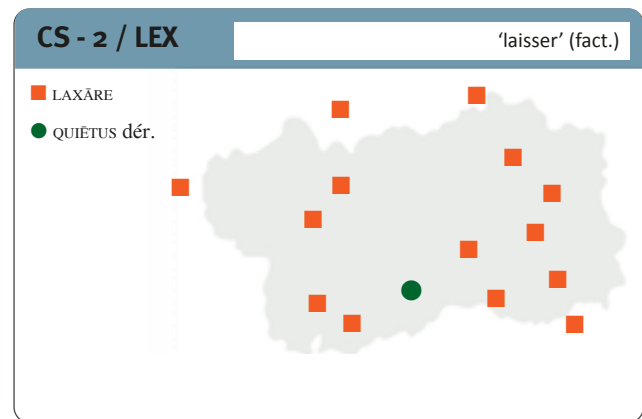 CS - 2 / LEX
‘laisser’ (fact.)
LAXĀRE
QUIĒTUS dér.